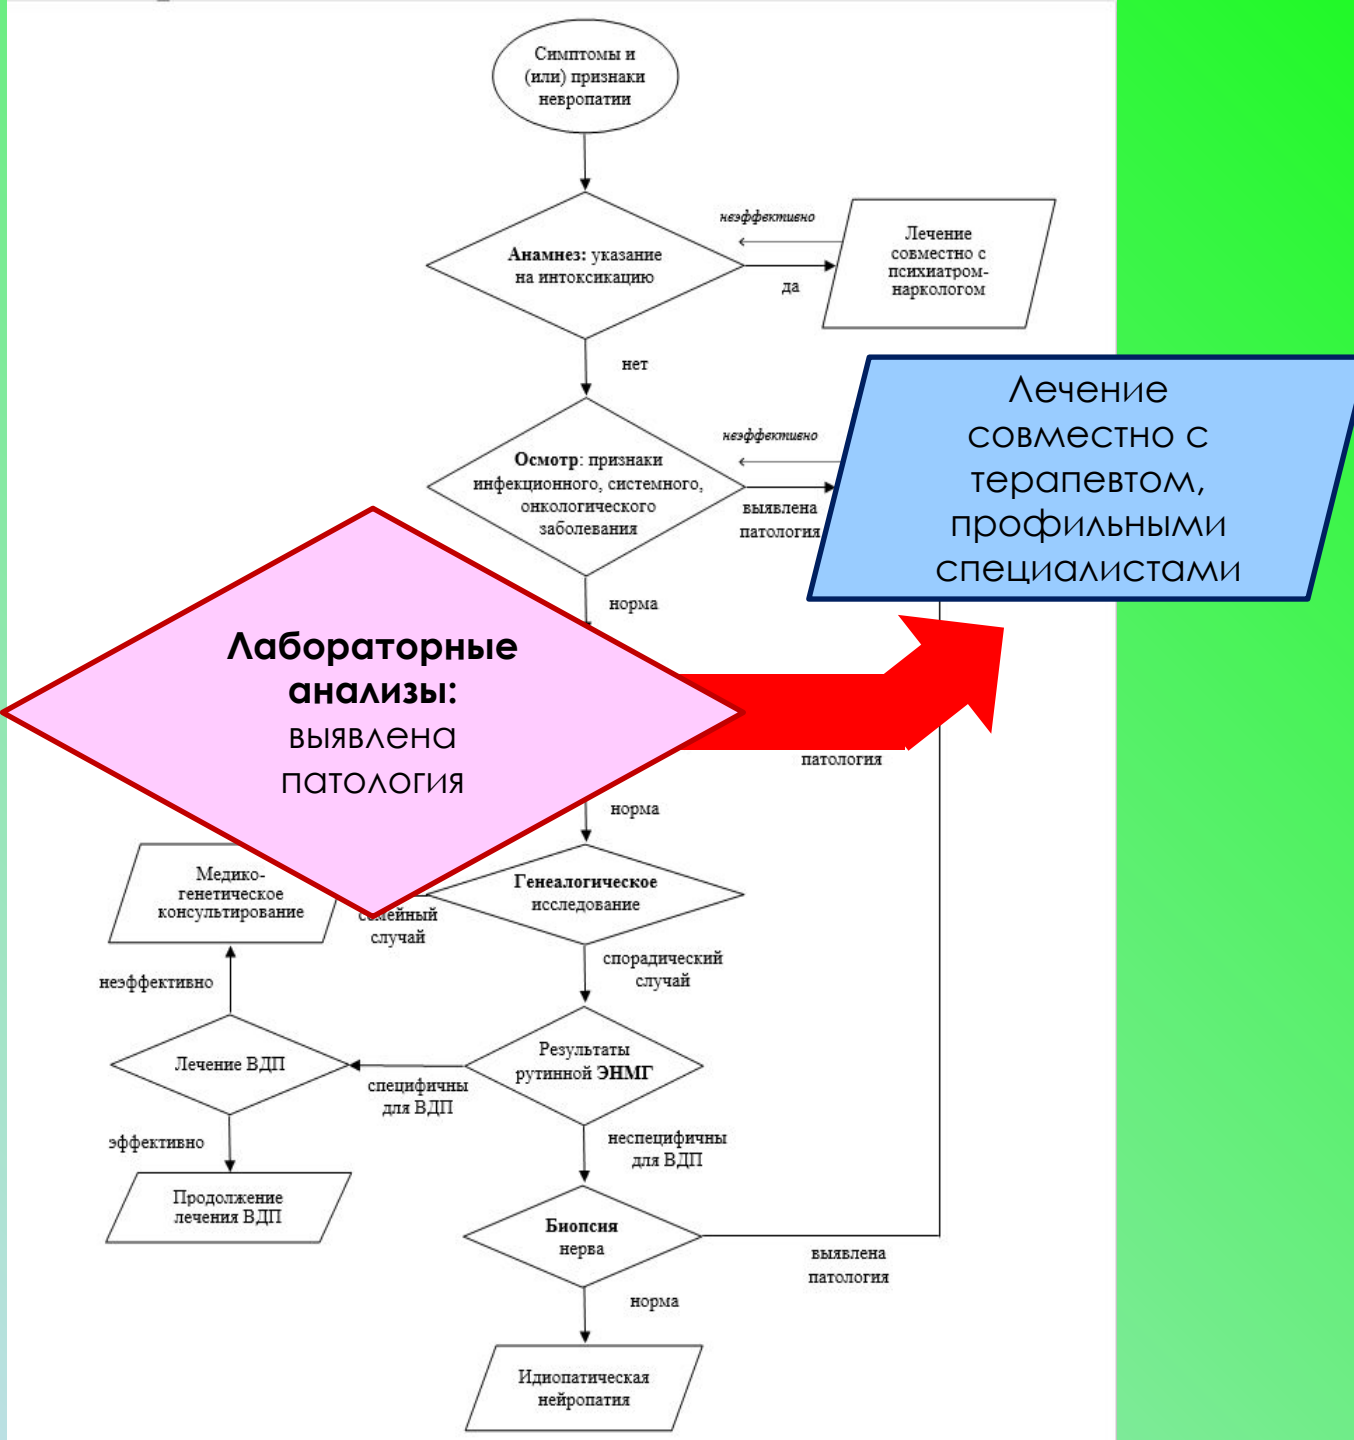 Симптомы и
(или) признаки
невропатии
Анамнез: указание
на интоксикацию
неэффективно
да
Лечение
совместно с
психиатром-
наркологом
нет
Осмотр: признаки
инфекционного, системного,
онкологического
заболевания
неэффективно
выявлена
патология
Лечение
совместно с
терапевтом,
профильными
специалистами
норма
Лабораторные
анализы:
выявлена
патология
патология
норма
Генеалогическое
исследование
Медико-
генетическое
консультирование
семейный
случай
спорадический
случай
неэффективно
Лечение ВДП
специфичны
для ВДП
Результаты
рутинной ЭНМГ
эффективно
Продолжение
лечения ВДП
неспецифичны
для ВДП
Биопсия
нерва
выявлена
патология
норма
Идиопатическая
нейропатия